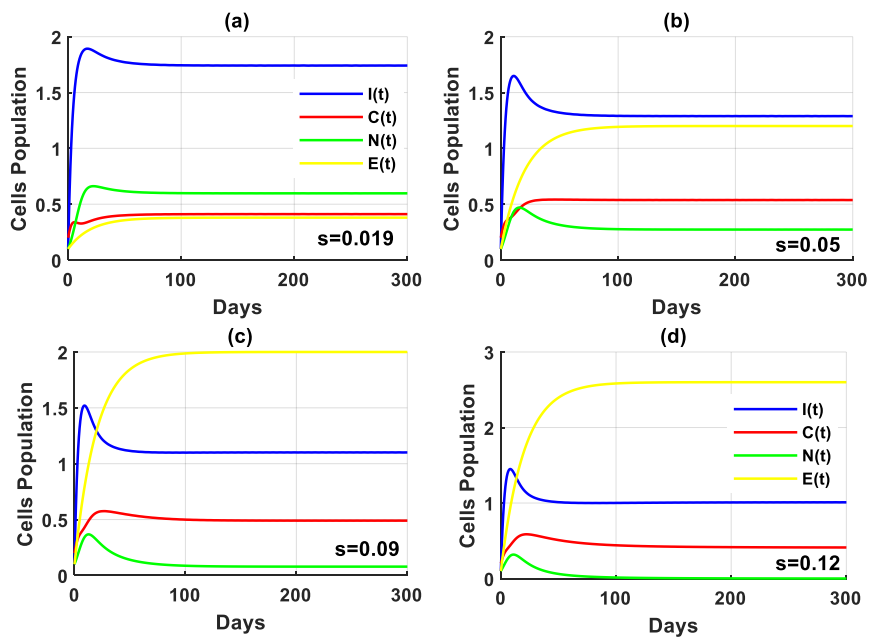 (a)
2
1.5
1
0.5
0
Cells Population
I(t)
C(t)
N(t)
E(t)
s=0.019
0
100
200
300
Days
(b)
2
1.5
1
0.5
0
Cells Population
s=0.05
0
100
200
300
Days
(c)
2
1.5
1
0.5
0
Cells Population
s=0.09
0
100
200
300
Days
(d)
3
2
1
0
Cells Population
I(t)
C(t)
N(t)
E(t)
s=0.12
0
100
200
300
Days